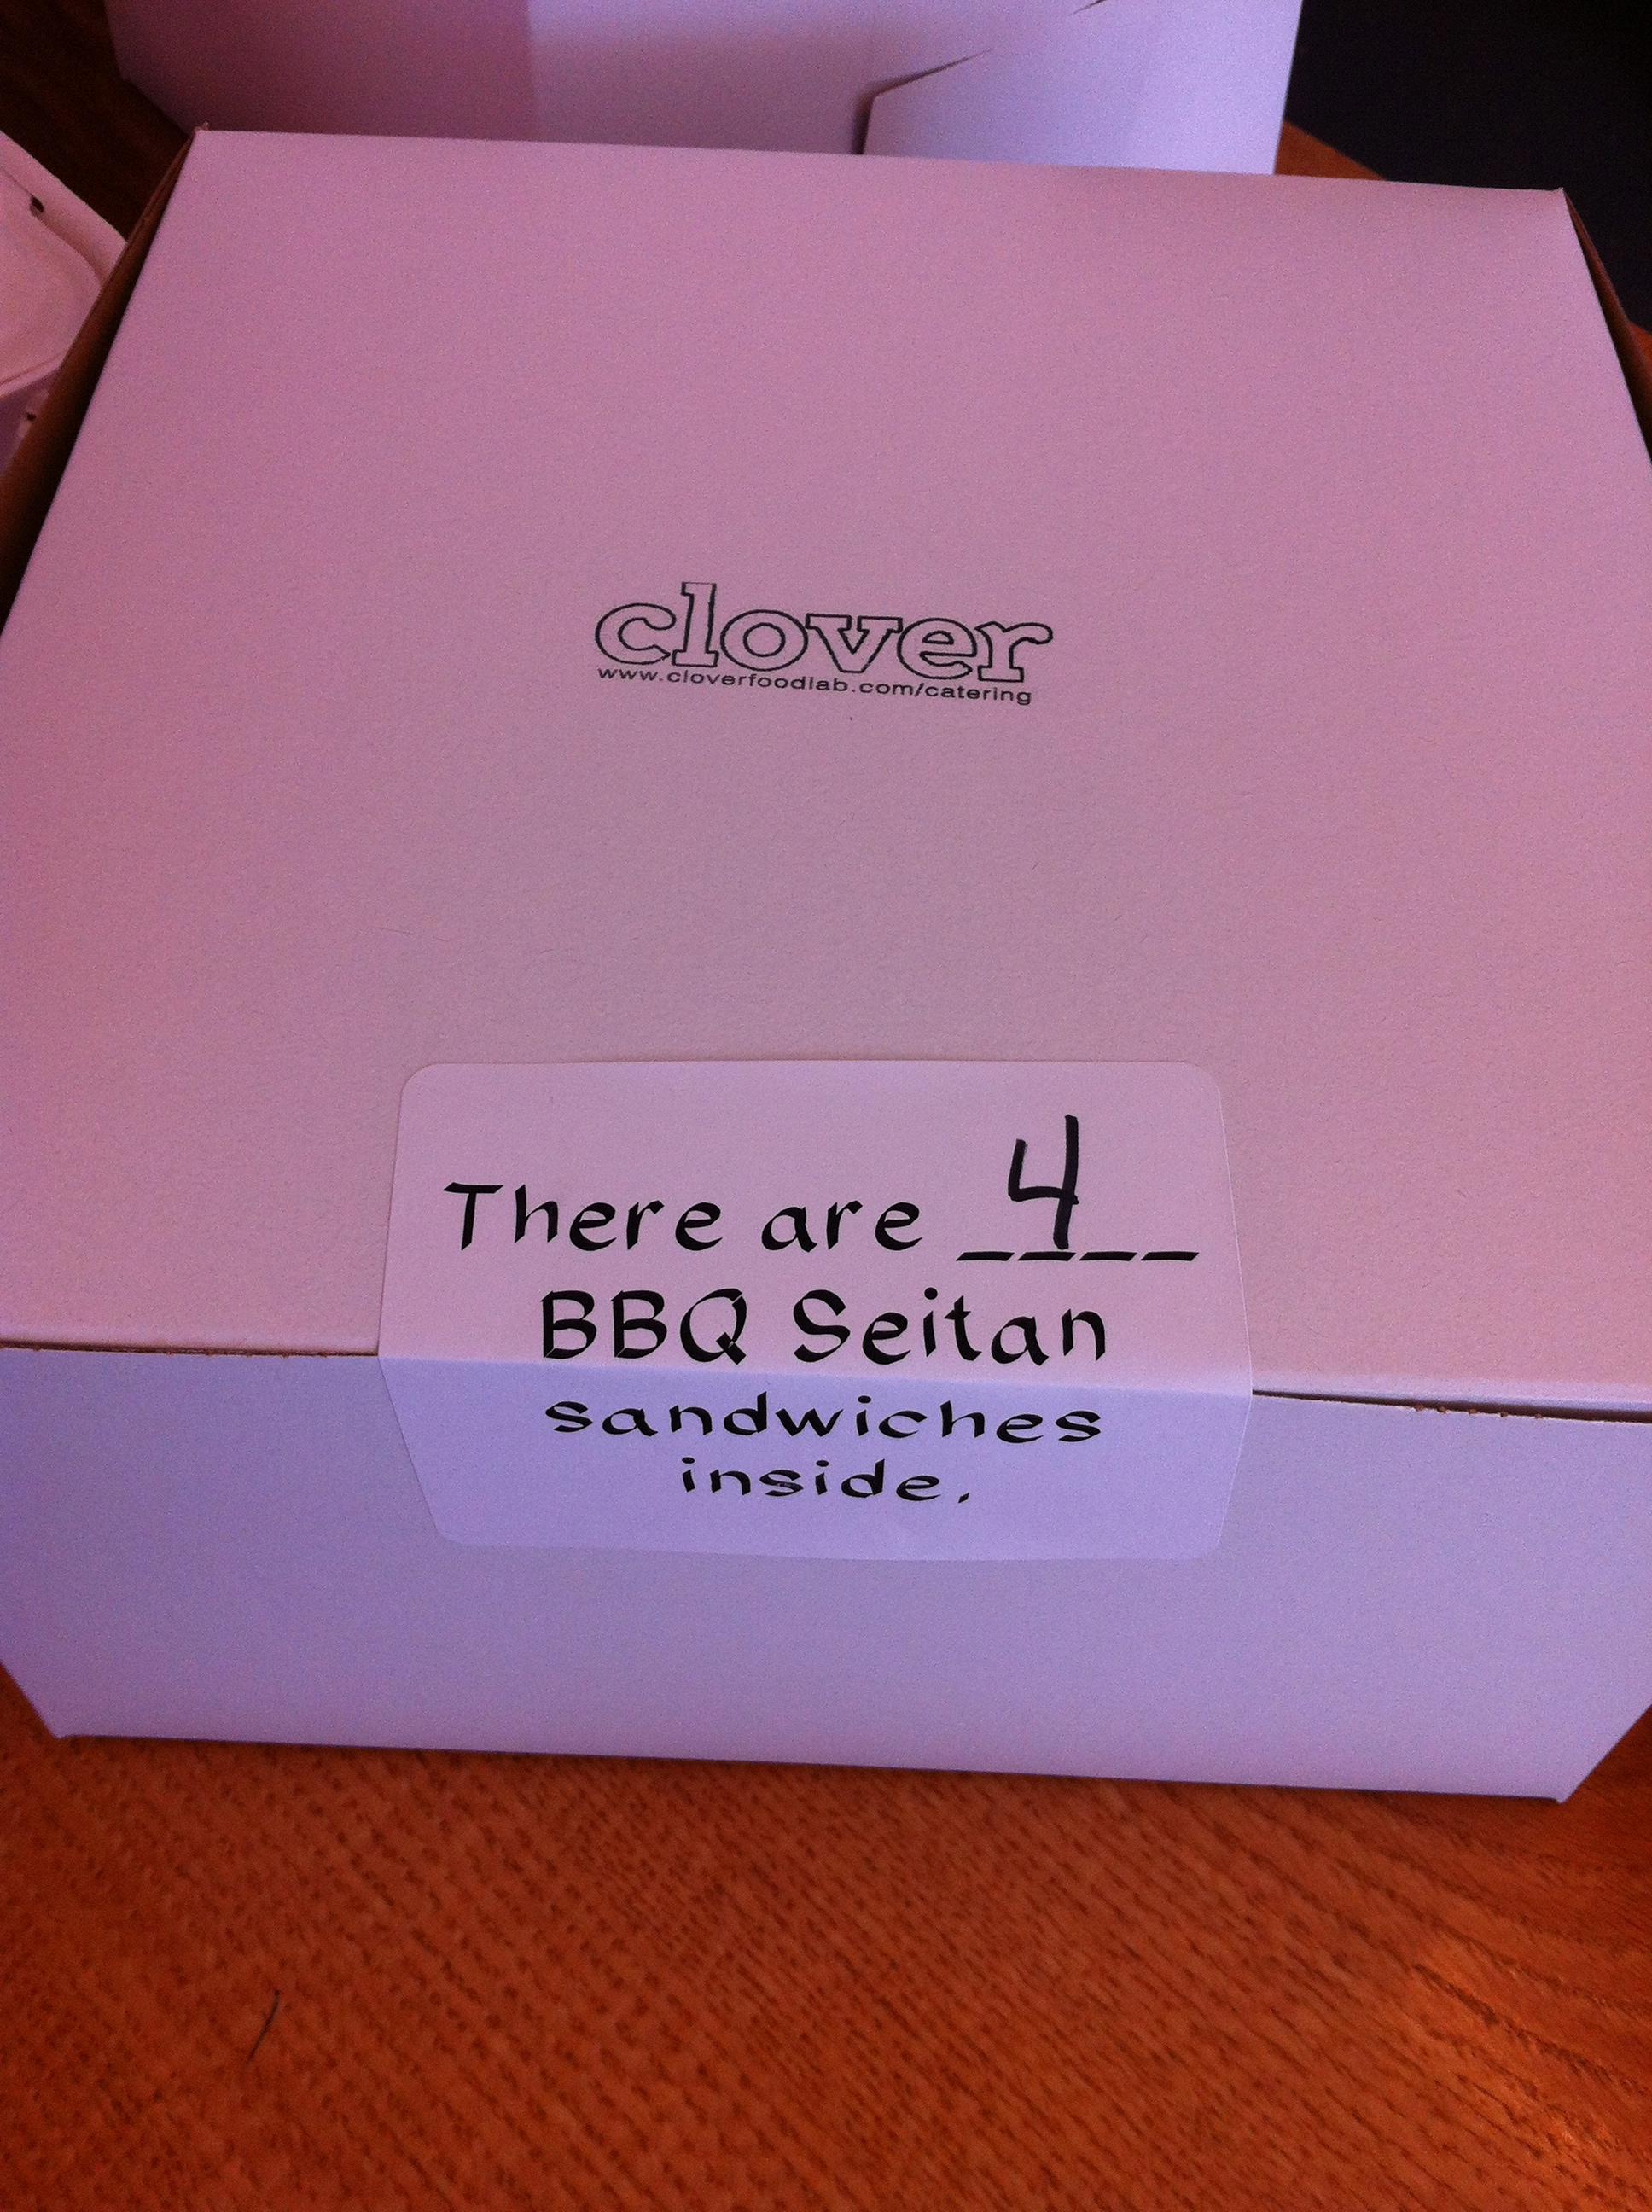 clover
www.cloverfoodlab.com/catering
There are 4
BBQ Seitan
sandwiches
inside.